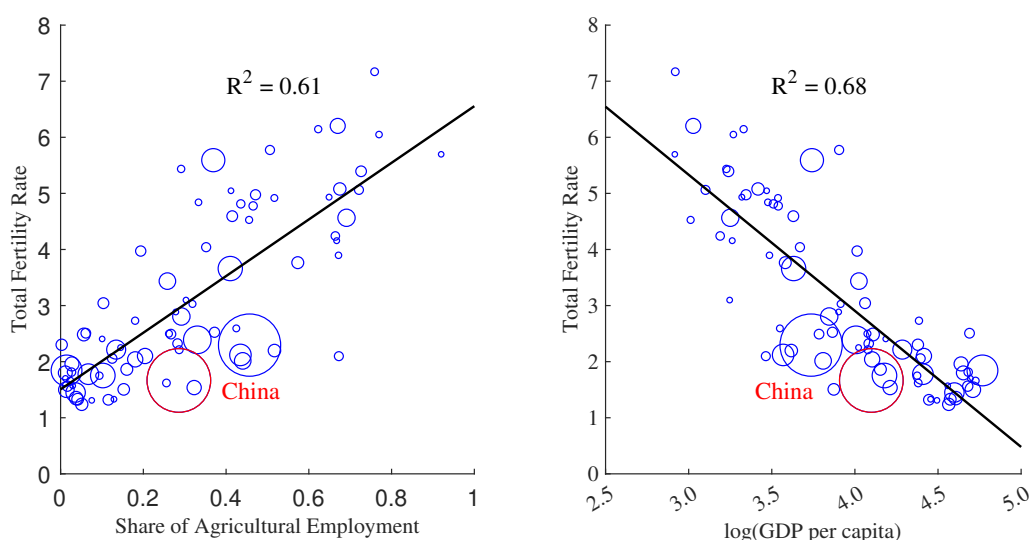 8
7
6
5
4
3
2
1
0
Total Fertility Rate
R² = 0.61
China
0 0.2 0.4 0.6 0.8 1
Share of Agricultural Employment
8
7
6
5
4
3
2
1
0
Total Fertility Rate
R² = 0.68
China
2.5 3.0 3.5 4.0 4.5 5.0
log(GDP per capita)